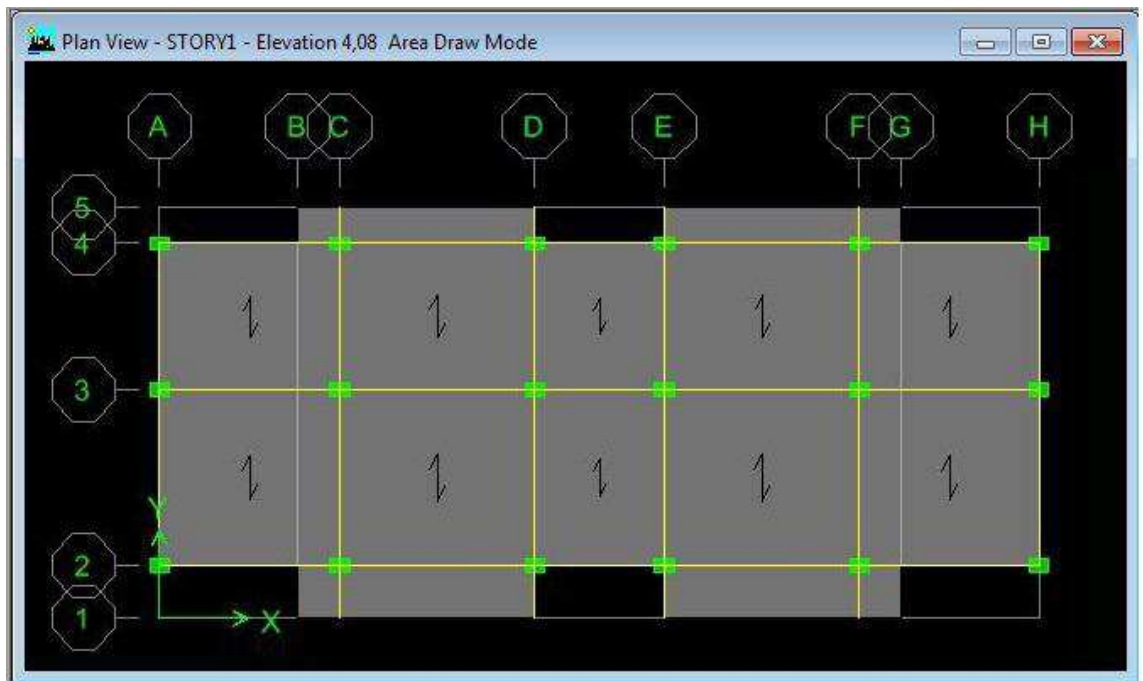 Plan View - STORY1 - Elevation 4,08 Area Draw Mode
A B C D E F G H
5
4
3
Y
2
1
X